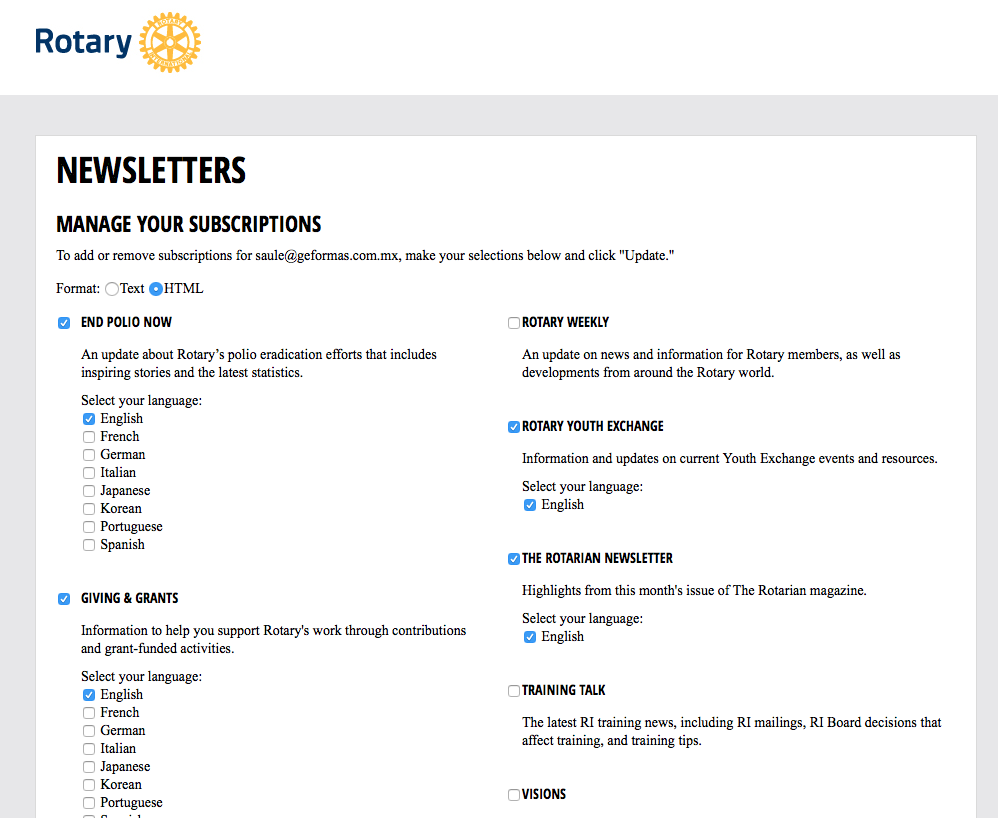 Rotary
ROTARY
INTERNATIONAL
NEWSLETTERS
MANAGE YOUR SUBSCRIPTIONS
To add or remove subscriptions for saule@geformas.com.mx, make your selections below and click "Update."
Format: Text HTML
END POLIO NOW
An update about Rotary’s polio eradication efforts that includes
inspiring stories and the latest statistics.
Select your language:
English
French
German
Italian
Japanese
Korean
Portuguese
Spanish
GIVING & GRANTS
Information to help you support Rotary's work through contributions
and grant-funded activities.
Select your language:
English
French
German
Italian
Japanese
Korean
Portuguese
ROTARY WEEKLY
An update on news and information for Rotary members, as well as
developments from around the Rotary world.
ROTARY YOUTH EXCHANGE
Information and updates on current Youth Exchange events and resources.
Select your language:
English
THE ROTARIAN NEWSLETTER
Highlights from this month's issue of The Rotarian magazine.
Select your language:
English
TRAINING TALK
The latest RI training news, including RI mailings, RI Board decisions that
affect training, and training tips.
VISIONS